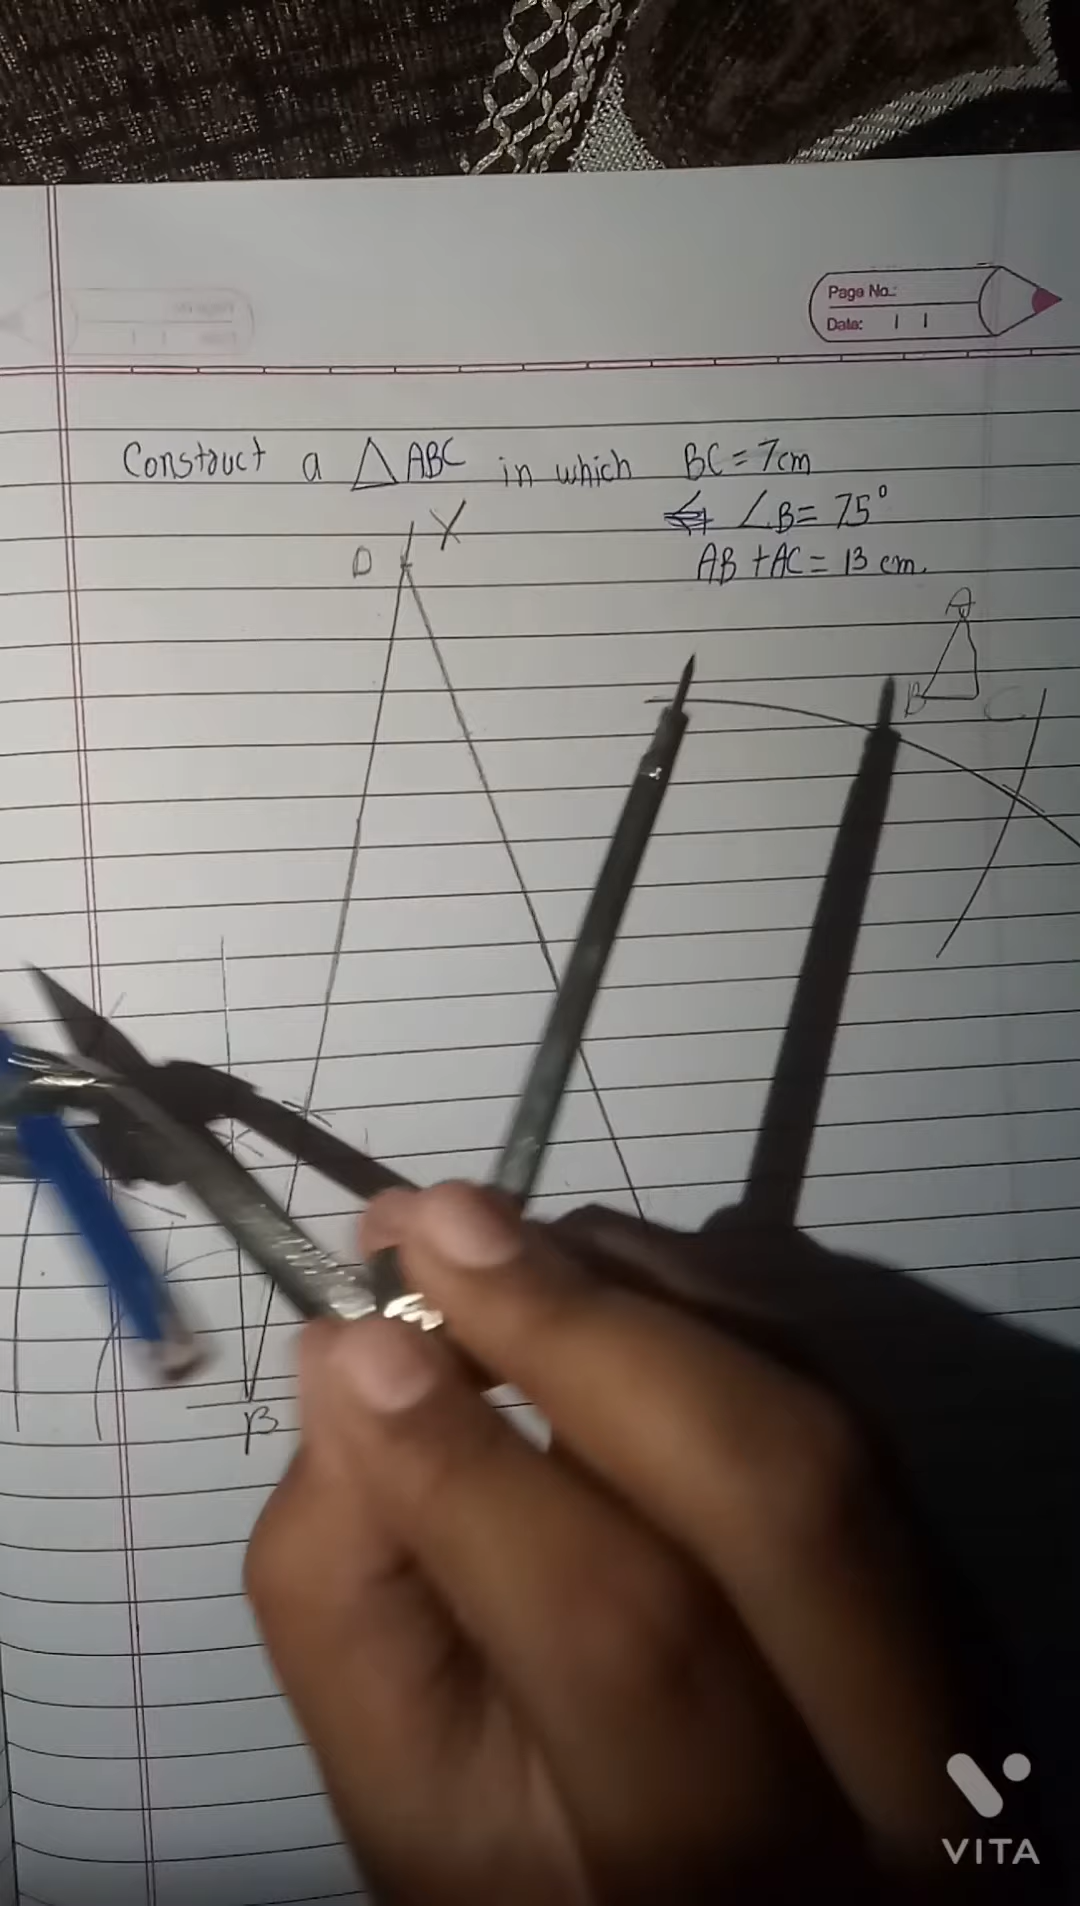 Page No.:
Date:
Construct a △ ABC in which BC = 7cm
∠B = 75°
AB + AC = 13 cm.
D X
A
B C
B
VITA